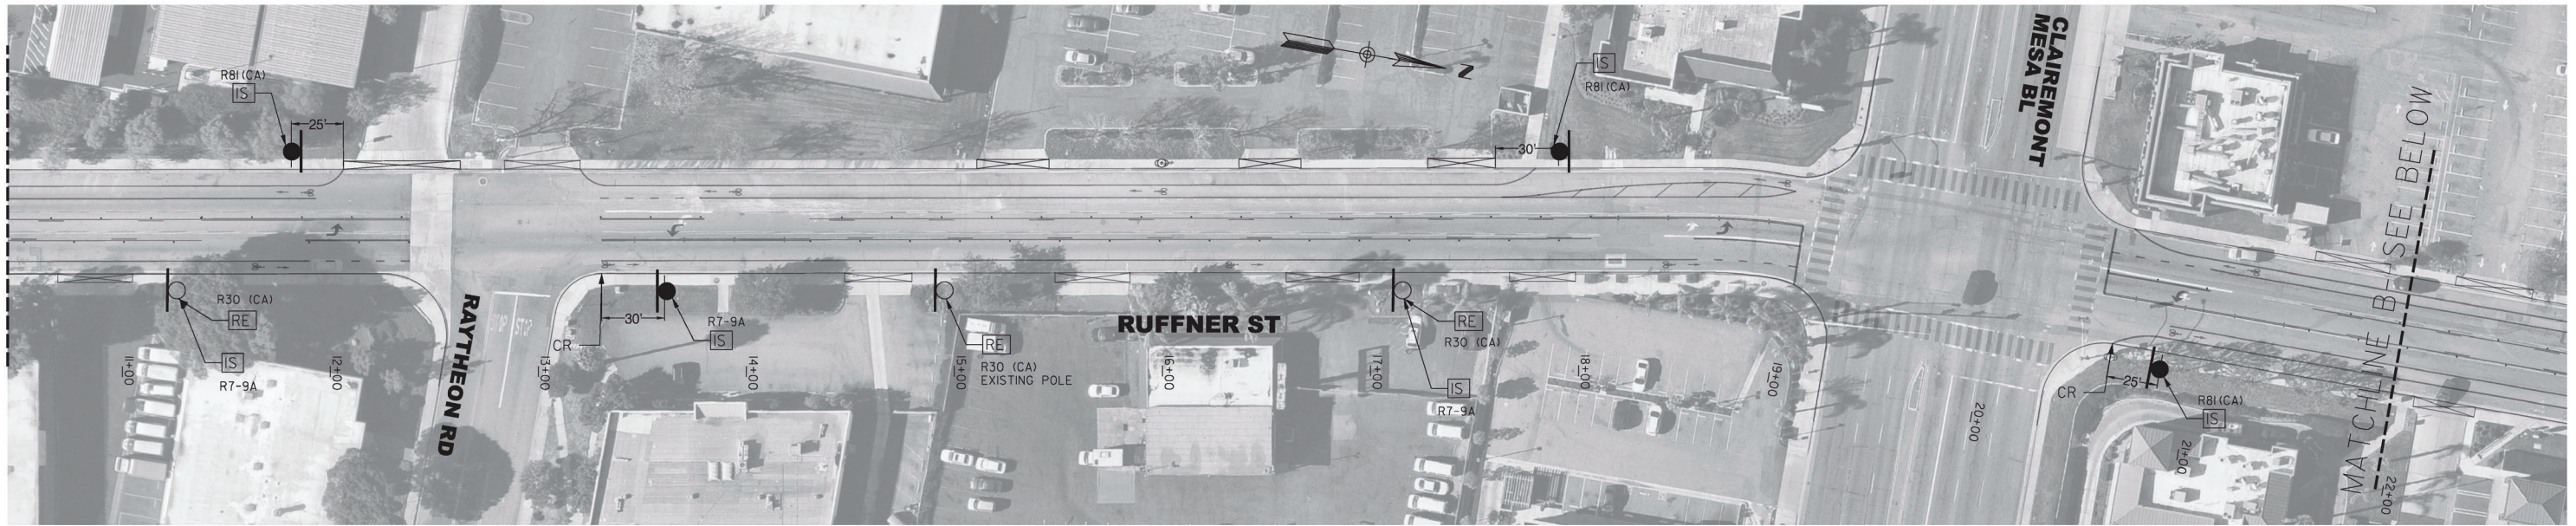 R81(CA)
IS
25'
N
IS
R81(CA)
30'
CLAIREMONT
MESA BL
MATCHLINE B-SEE BELOW
R30 (CA)
RE
IS
R7-9A
11+00
12+00
RAYTHEON RD
STOP
CR
30'
13+00
R7-9A
IS
14+00
RE
R30 (CA)
EXISTING POLE
15+00
RUFFNER ST
16+00
17+00
RE
R30 (CA)
IS
R7-9A
18+00
19+00
20+00
CR
25'
R81(CA)
IS
21+00
22+00